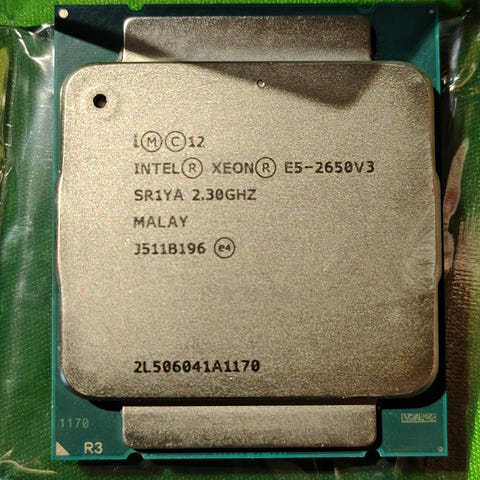 i Ⓜ Ⓒ 12
INTEL® XEON® E5-2650V3
SR1YA 2.30GHZ
MALAY
J511B196 e4
2L506041A1170
1170
R3